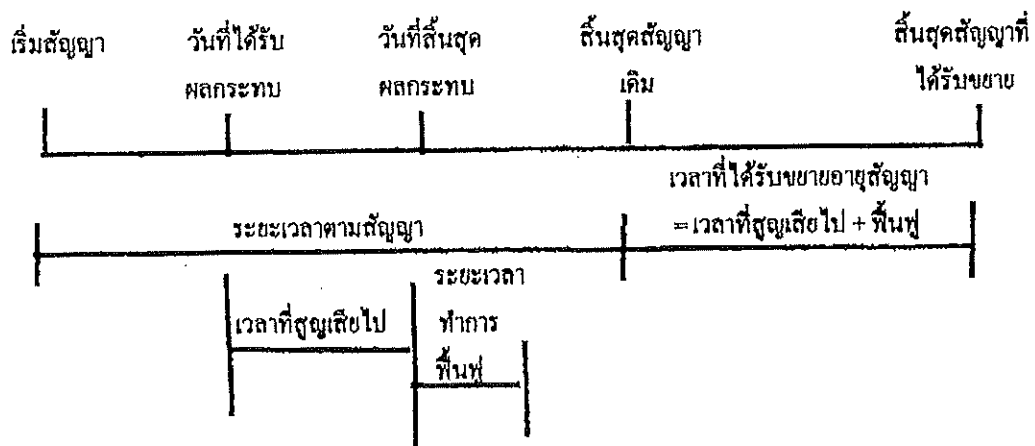 เริ่มสัญญา
วันที่ได้รับ
ผลกระทบ
วันที่สิ้นสุด
ผลกระทบ
สิ้นสุดสัญญา
เดิม
สิ้นสุดสัญญาที่
ได้รับขยาย
เวลาที่ได้รับขยายอายุสัญญา
=เวลาที่สูญเสียไป + ฟื้นฟู
ระยะเวลาตามสัญญา
เวลาที่สูญเสียไป
ระยะเวลา
ทำการ
ฟื้นฟู